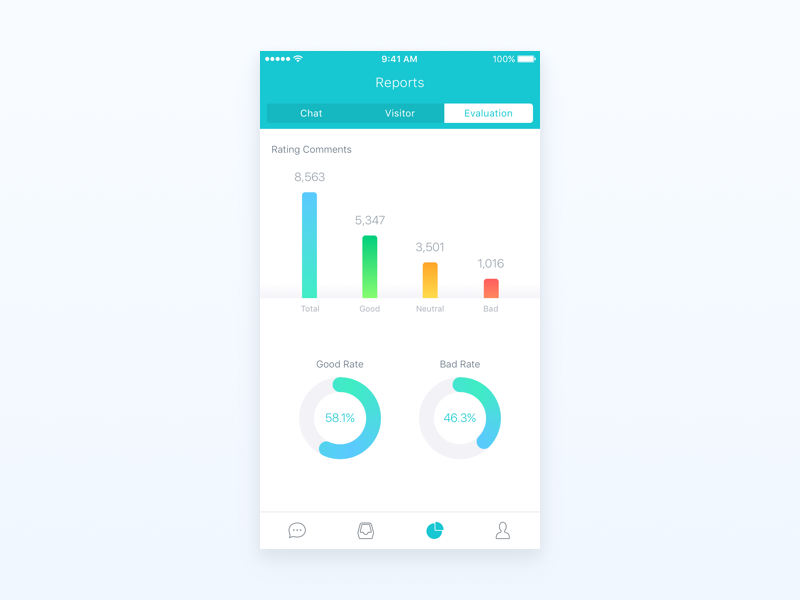 9:41 AM 100%
Reports
Chat Visitor Evaluation
Rating Comments
8,563
5,347
3,501
1,016
Total Good Neutral Bad
Good Rate Bad Rate
58.1% 46.3%